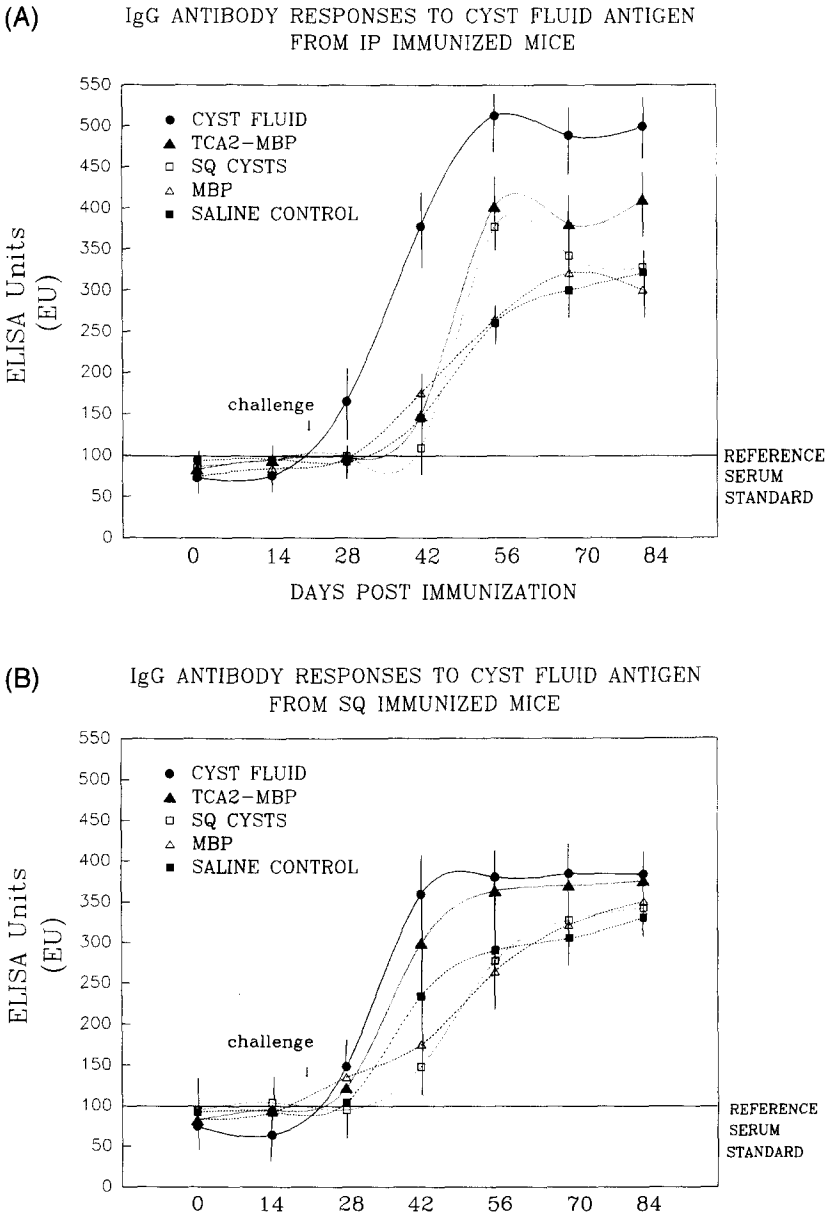 (A)
IgG ANTIBODY RESPONSES TO CYST FLUID ANTIGEN
FROM IP IMMUNIZED MICE
550
500
450
400
350
300
250
200
150
100
50
0
ELISA Units
(EU)
CYST FLUID
TCA2-MBP
SQ CYSTS
MBP
SALINE CONTROL
challenge
REFERENCE
SERUM
STANDARD
0 14 28 42 56 70 84
DAYS POST IMMUNIZATION
(B)
IgG ANTIBODY RESPONSES TO CYST FLUID ANTIGEN
FROM SQ IMMUNIZED MICE
550
500
450
400
350
300
250
200
150
100
50
0
ELISA Units
(EU)
CYST FLUID
TCA2-MBP
SQ CYSTS
MBP
SALINE CONTROL
challenge
REFERENCE
SERUM
STANDARD
0 14 28 42 56 70 84